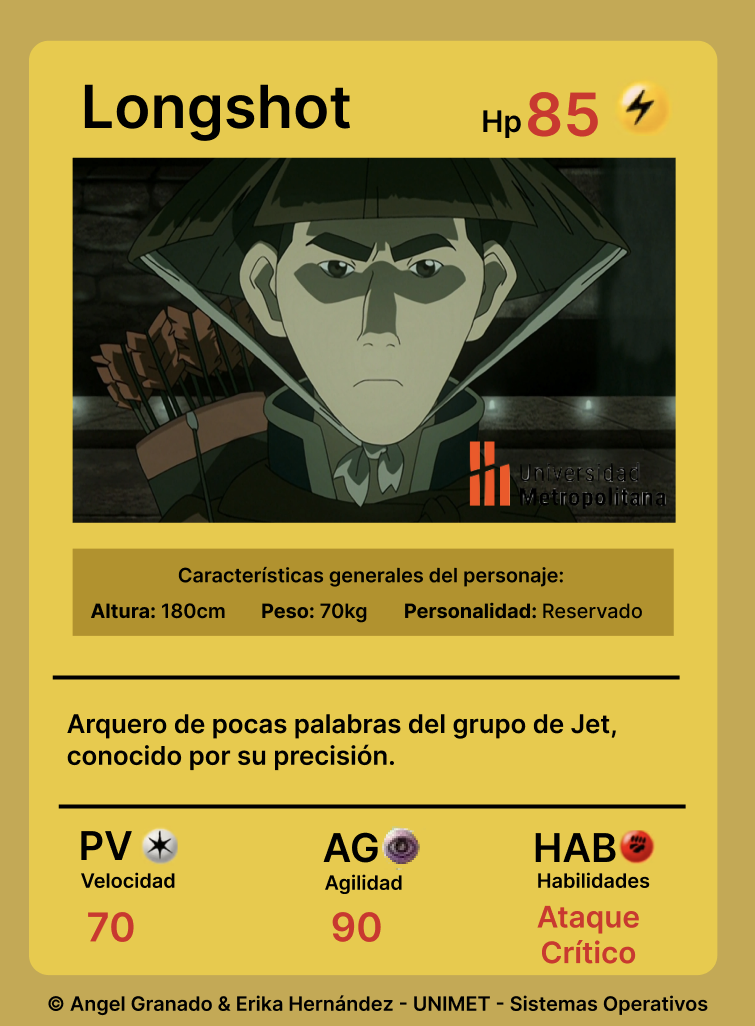 Longshot
Hp 85
Universidad
Metropolitana
Características generales del personaje:
Altura: 180cm Peso: 70kg Personalidad: Reservado
Arquero de pocas palabras del grupo de Jet,
conocido por su precisión.
PV AG HAB
Velocidad Agilidad Habilidades
70 90 Ataque
Crítico
© Angel Granado & Erika Hernández - UNIMET - Sistemas Operativos